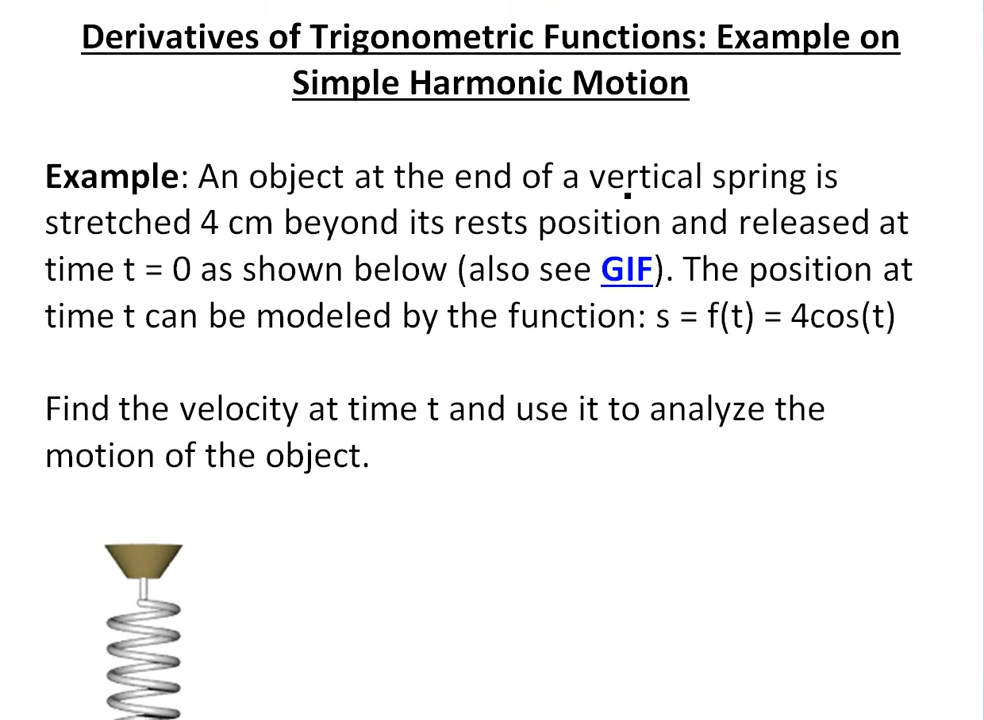 Derivatives of Trigonometric Functions: Example on
Simple Harmonic Motion
Example: An object at the end of a vertical spring is
stretched 4 cm beyond its rests position and released at
time t = 0 as shown below (also see GIF). The position at
time t can be modeled by the function: s = f(t) = 4cos(t)
Find the velocity at time t and use it to analyze the
motion of the object.